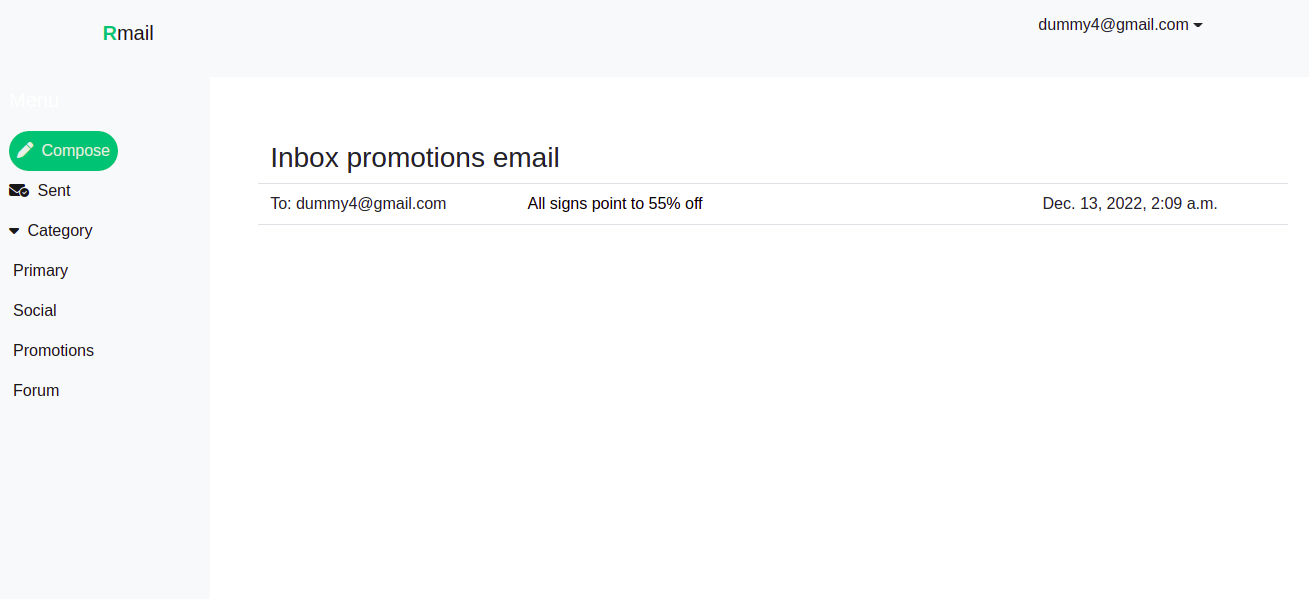 Rmail
dummy4@gmail.com
Menu
Compose
Sent
Category
Primary
Social
Promotions
Forum
Inbox promotions email
To: dummy4@gmail.com All signs point to 55% off Dec. 13, 2022, 2:09 a.m.